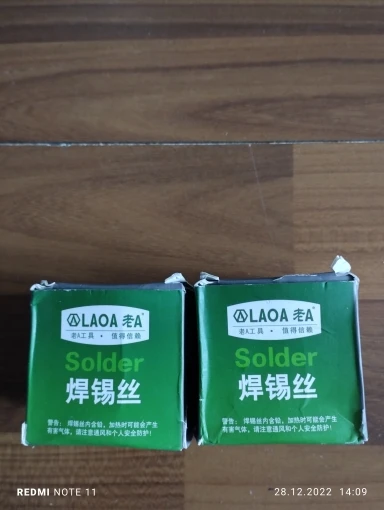 LAOA 老A®
老A工具 · 值得信赖
Solder
焊锡丝
警告: 焊锡丝内含铅, 加热时可能会产生
有害气体, 请注意通风和个人安全防护!
LAOA 老A®
老A工具 · 值得信赖
Solder
焊锡丝
警告: 焊锡丝内含铅, 加热时可能会产生
有害气体, 请注意通风和个人安全防护!
REDMI NOTE 11
28.12.2022 14:09